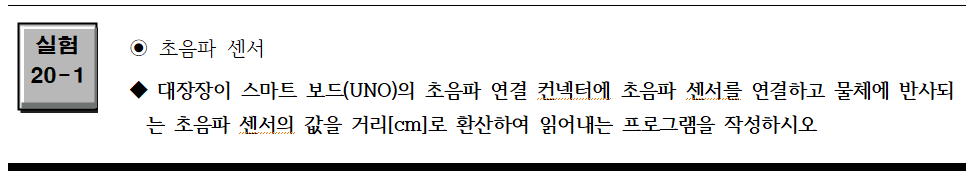 실험
20-1
◉ 초음파 센서
◆ 대장장이 스마트 보드(UNO)의 초음파 연결 컨넥터에 초음파 센서를 연결하고 물체에 반사되
는 초음파 센서의 값을 거리[cm]로 환산하여 읽어내는 프로그램을 작성하시오